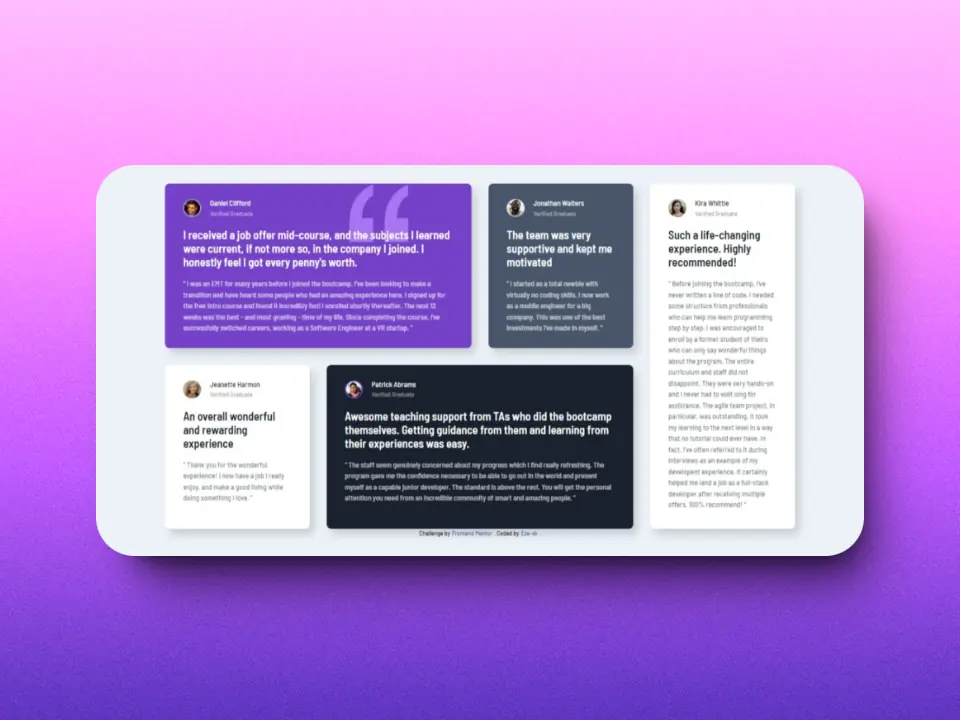 Daniel Clifford
Verified Graduate
I received a job offer mid-course, and the subjects I learned
were current, if not more so, in the company I joined. I
honestly feel I got every penny's worth.
" I was an EMT for many years before I joined the bootcamp. I've been looking to make a
transition and have heard some people who had an amazing experience here. I signed up for
the free intro course and found it incredibly fun! I enrolled shortly thereafter. The next 12
weeks was the best - and most grueling - time of my life. Since completing the course, I've
successfully switched careers, working as a Software Engineer at a VR startup. "
Jonathan Walters
Verified Graduate
The team was very
supportive and kept me
motivated
" I started as a total newbie with
virtually no coding skills. I now work
as a mobile engineer for a big
company. This was one of the best
investments I've made in myself. "
Kira Whittle
Verified Graduate
Such a life-changing
experience. Highly
recommended!
" Before joining the bootcamp, I've
never written a line of code. I needed
some structure from professionals
who can help me learn programming
step by step. I was encouraged to
enroll by a former student of theirs
who can only say wonderful things
about the program. The entire
curriculum and staff did not
disappoint. They were very hands-on
and I never had to wait long for
assistance. The agile team project, in
particular, was outstanding. It took
my learning to the next level in a way
that no tutorial could ever have. In
fact, I've often referred to it during
interviews as an example of my
developent experience. It certainly
helped me land a job as a full-stack
developer after receiving multiple
offers. 100% recommend! "
Jeanette Harmon
Verified Graduate
An overall wonderful
and rewarding
experience
" Thank you for the wonderful
experience! I now have a job I really
enjoy, and make a good living while
doing something I love. "
Patrick Abrams
Verified Graduate
Awesome teaching support from TAs who did the bootcamp
themselves. Getting guidance from them and learning from
their experiences was easy.
" The staff seem genuinely concerned about my progress which I find really refreshing. The
program gave me the confidence necessary to be able to go out in the world and present
myself as a capable junior developer. The standard is above the rest. You will get the personal
attention you need from an incredible community of smart and amazing people. "
Challenge by Frontend Mentor . Coded by